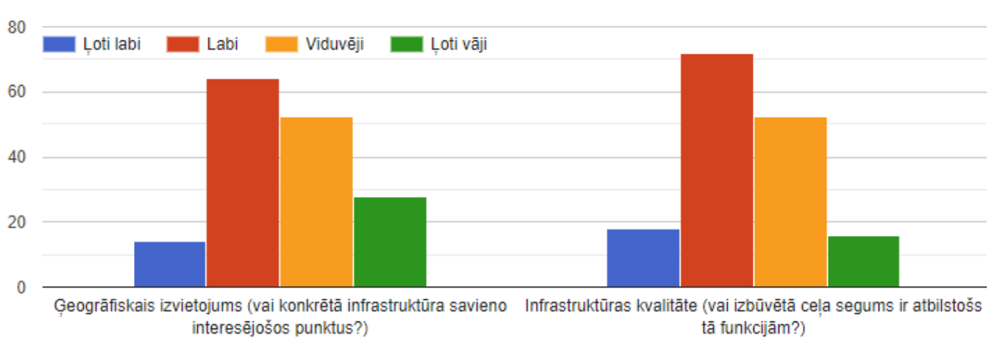 80
Ļoti labi
Labi
Viduvēji
Ļoti vāji
60
40
20
0
Ģeogrāfiskais izvietojums (vai konkrētā infrastruktūra savieno
interesējošos punktus?)
Infrastruktūras kvalitāte (vai izbūvētā ceļa segums ir atbilstošs
tā funkcijām?)